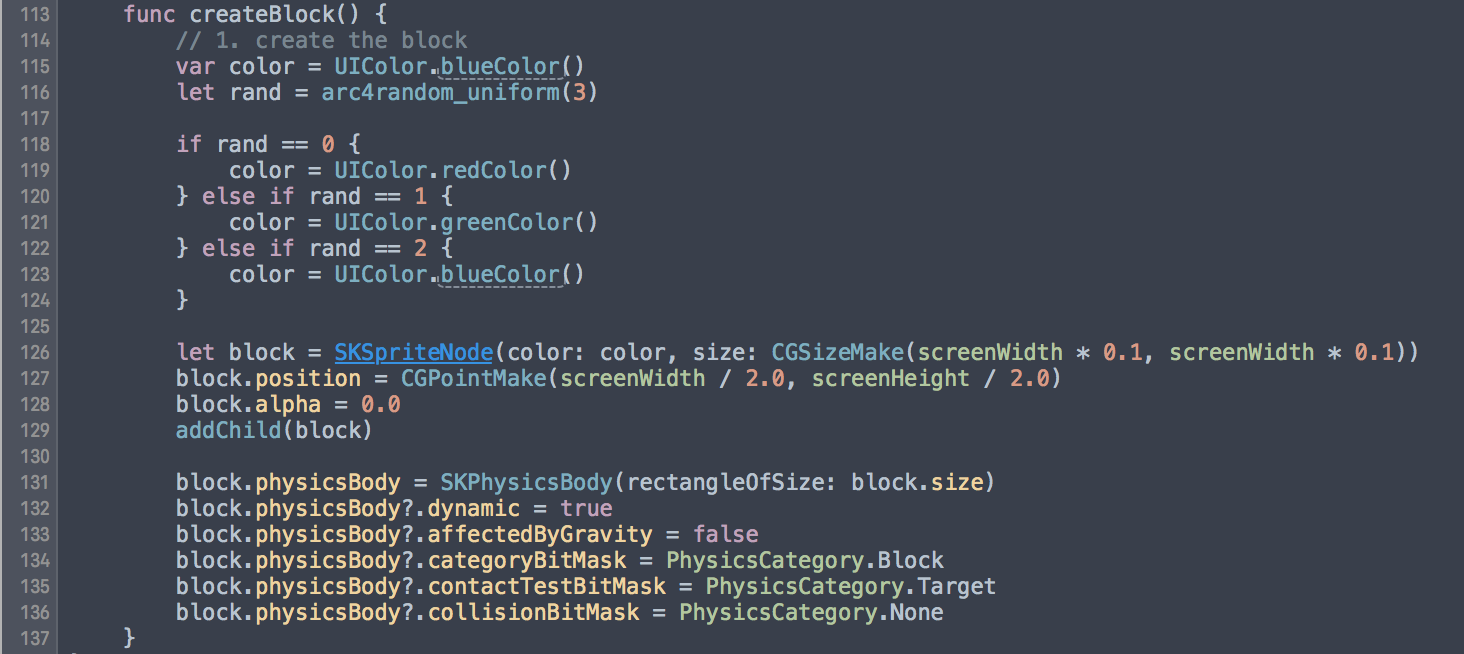 113 func createBlock() {
114 // 1. create the block
115 var color = UIColor.blueColor()
116 let rand = arc4random_uniform(3)
117
118 if rand == 0 {
119 color = UIColor.redColor()
120 } else if rand == 1 {
121 color = UIColor.greenColor()
122 } else if rand == 2 {
123 color = UIColor.blueColor()
124 }
125
126 let block = SKSpriteNode(color: color, size: CGSizeMake(screenWidth * 0.1, screenWidth * 0.1))
127 block.position = CGPointMake(screenWidth / 2.0, screenHeight / 2.0)
128 block.alpha = 0.0
129 addChild(block)
130
131 block.physicsBody = SKPhysicsBody(rectangleOfSize: block.size)
132 block.physicsBody?.dynamic = true
133 block.physicsBody?.affectedByGravity = false
134 block.physicsBody?.categoryBitMask = PhysicsCategory.Block
135 block.physicsBody?.contactTestBitMask = PhysicsCategory.Target
136 block.physicsBody?.collisionBitMask = PhysicsCategory.None
137 }